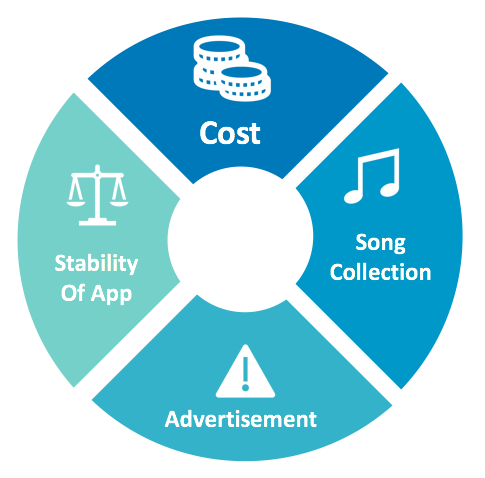 Cost
Song
Collection
Advertisement
Stability
Of App